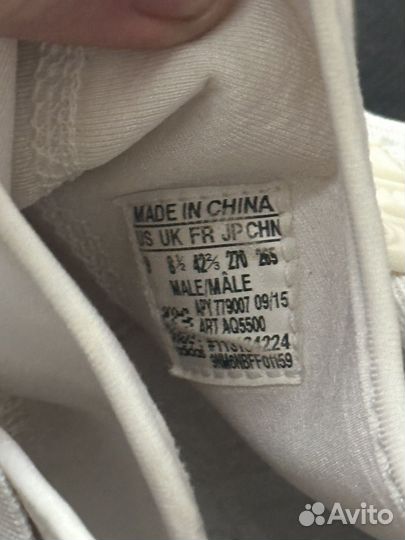 MADE IN CHINA
US UK FR JP CHN
9 8½ 42⅔ 270 265
MALE/MÂLE
APY 779007 09/15
ART AQ5500
adidas
Avito